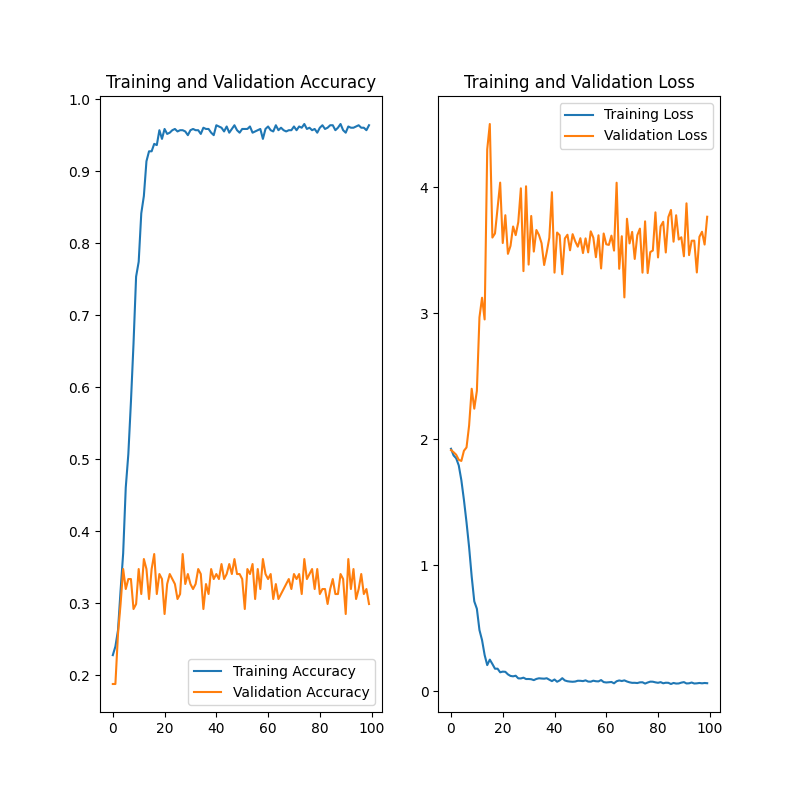 Training and Validation Accuracy
1.0
0.9
0.8
0.7
0.6
0.5
0.4
0.3
0.2
0 20 40 60 80 100
Training Accuracy
Validation Accuracy
Training and Validation Loss
Training Loss
Validation Loss
4
3
2
1
0
0 20 40 60 80 100